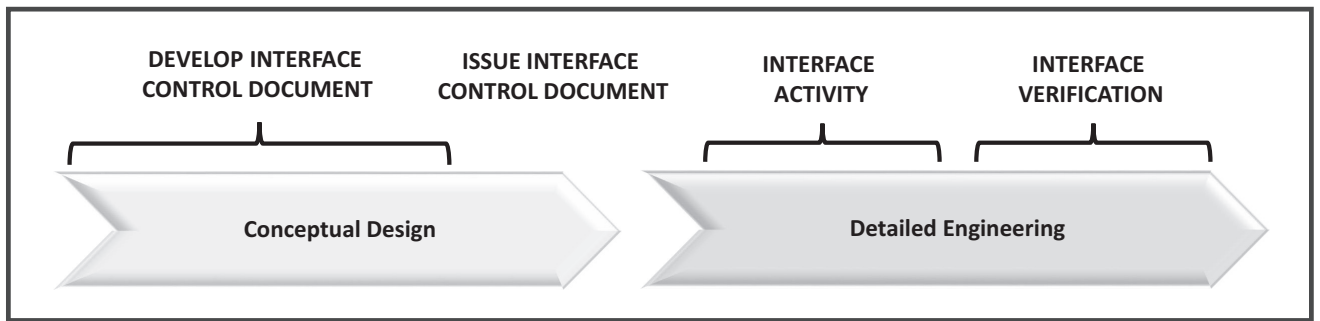 DEVELOP INTERFACE
CONTROL DOCUMENT
ISSUE INTERFACE
CONTROL DOCUMENT
INTERFACE
ACTIVITY
INTERFACE
VERIFICATION
Conceptual Design
Detailed Engineering